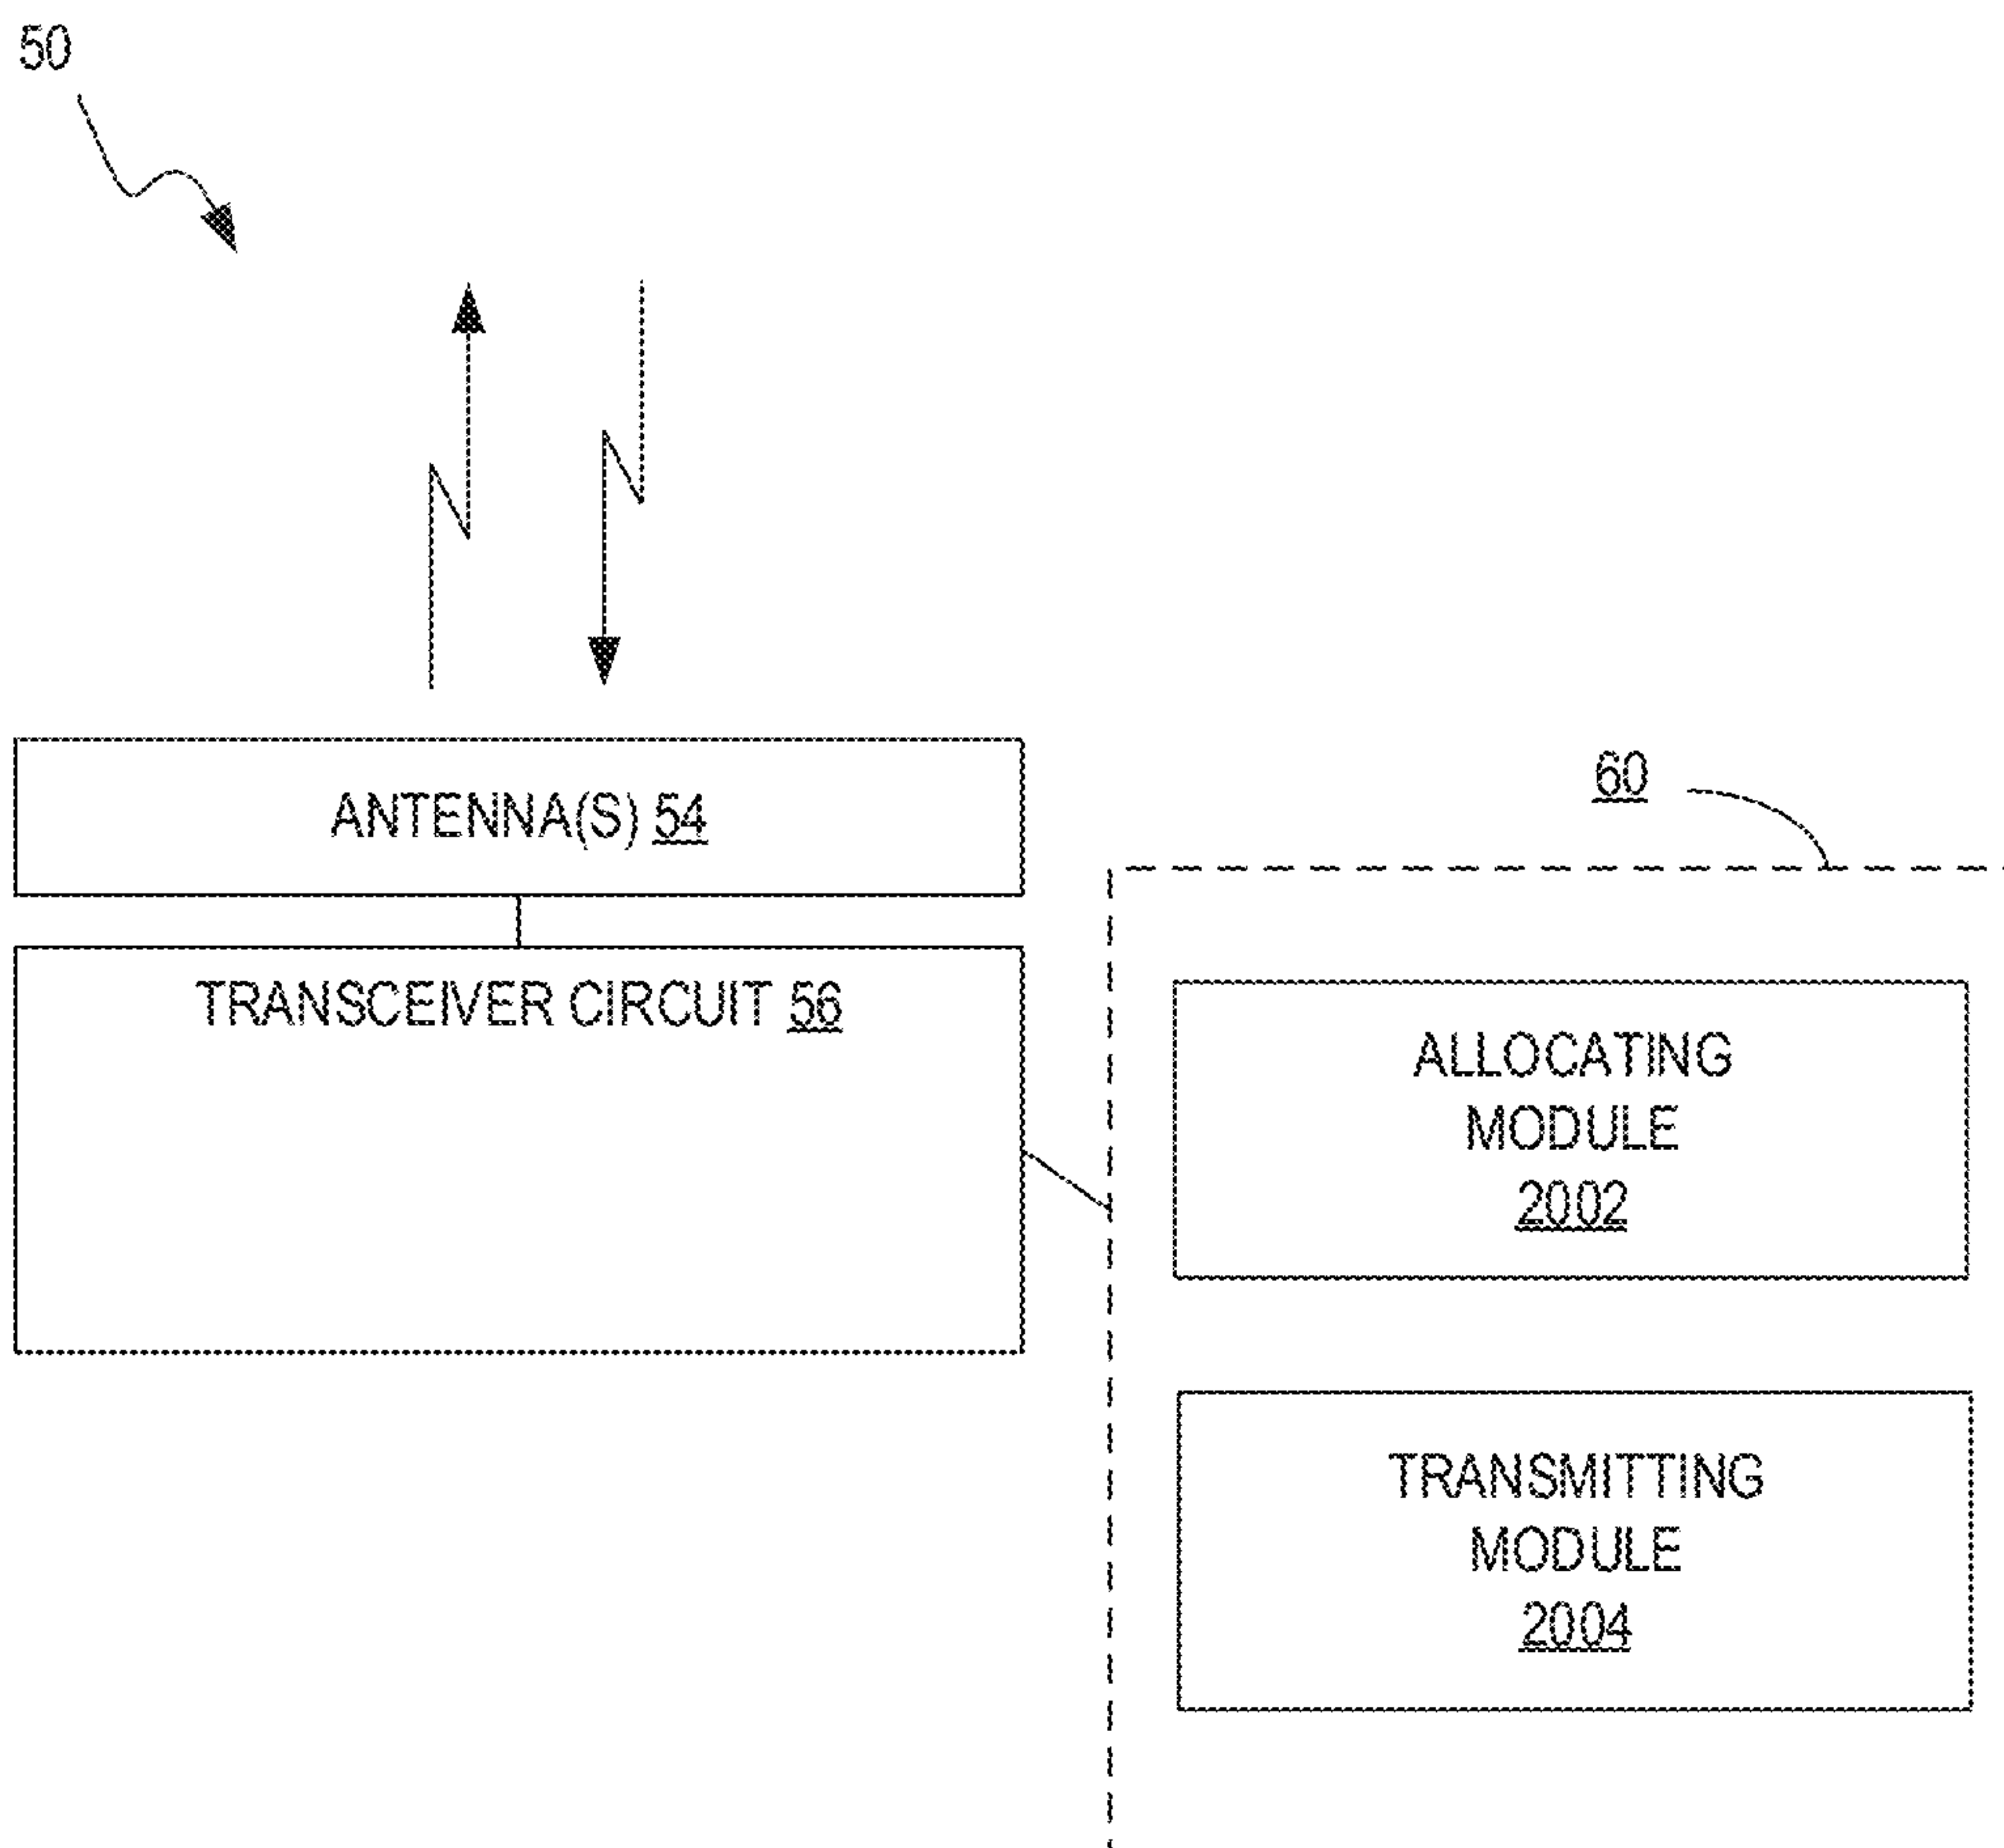 50
ANTENNA(S) 54
60
TRANSCEIVER CIRCUIT 56
ALLOCATING
MODULE
2002
TRANSMITTING
MODULE
2004